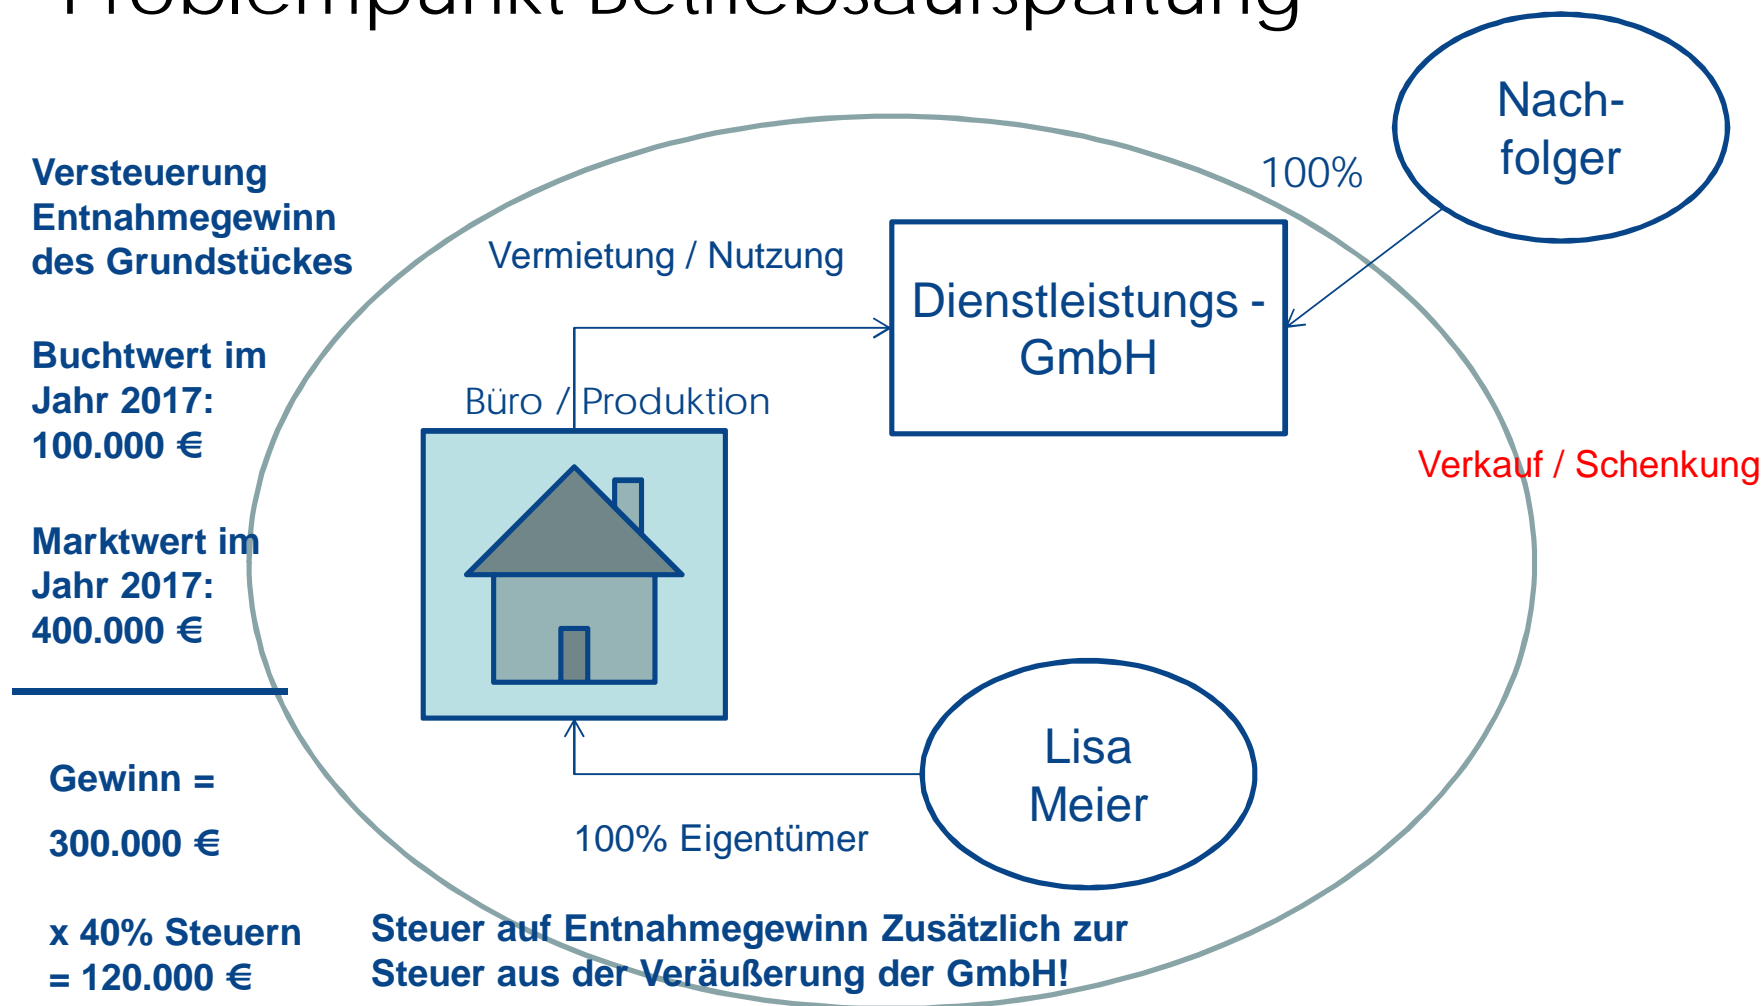 Problempunkt Betriebsaufspaltung
Nach-
folger
100%
Versteuerung
Entnahmegewinn
des Grundstückes
Vermietung / Nutzung
Dienstleistungs -
GmbH
Buchtwert im
Jahr 2017:
100.000 €
Büro / Produktion
Verkauf / Schenkung
Marktwert im
Jahr 2017:
400.000 €
Lisa
Meier
Gewinn =
300.000 €
100% Eigentümer
x 40% Steuern
= 120.000 €
Steuer auf Entnahmegewinn Zusätzlich zur
Steuer aus der Veräußerung der GmbH!